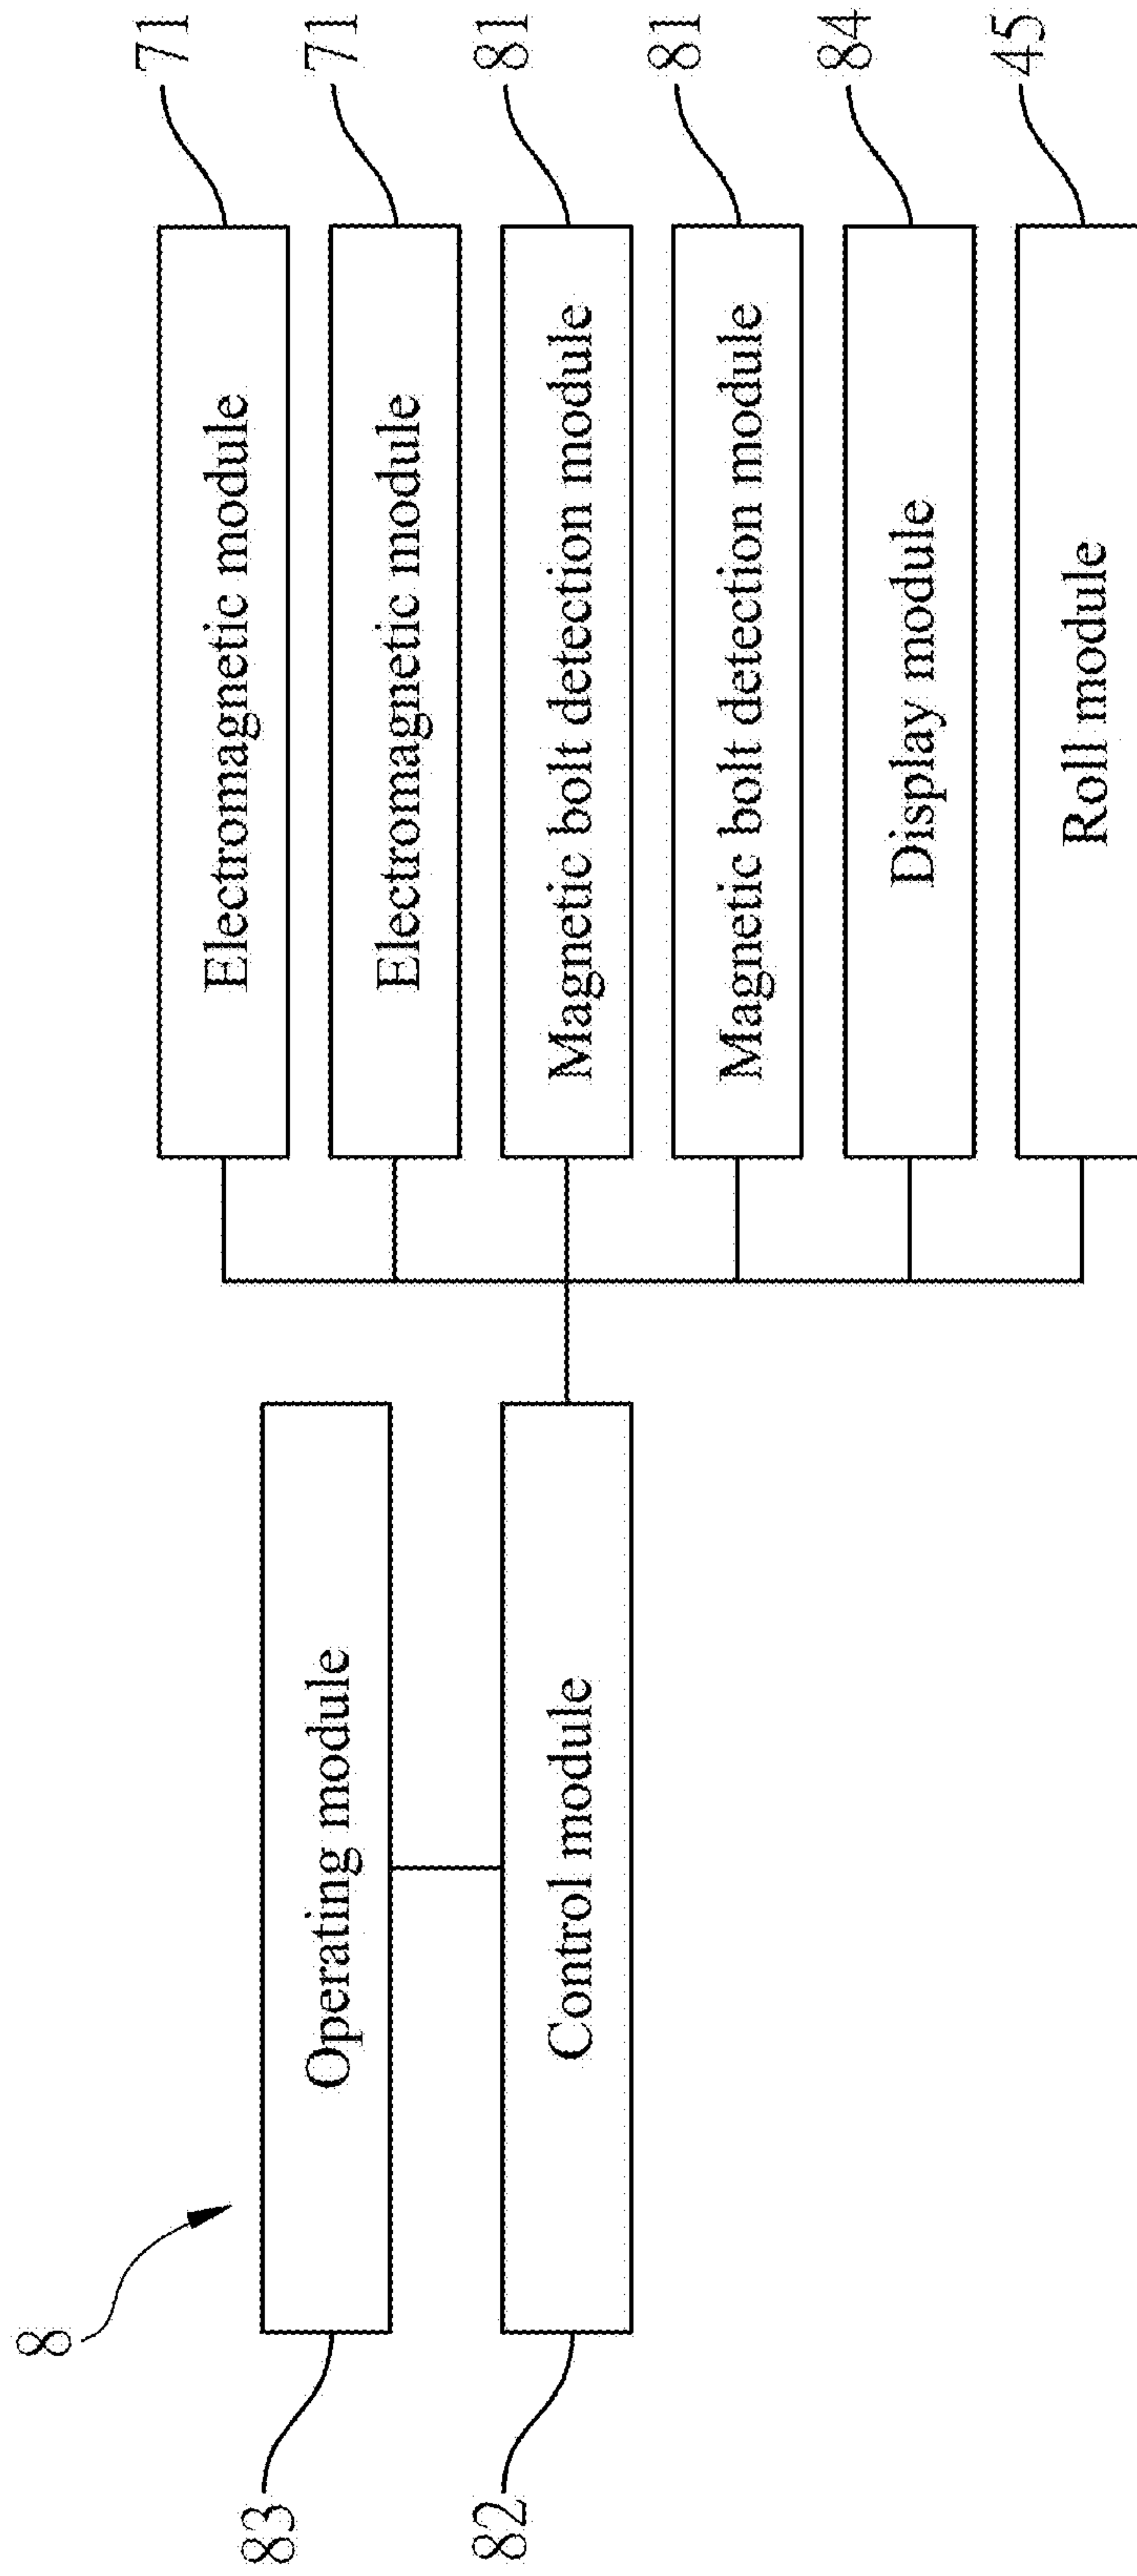 8
83
Operating module
82
Control module
Electromagnetic module
71
Electromagnetic module
71
Magnetic bolt detection module
81
Magnetic bolt detection module
81
Display module
84
Roll module
45